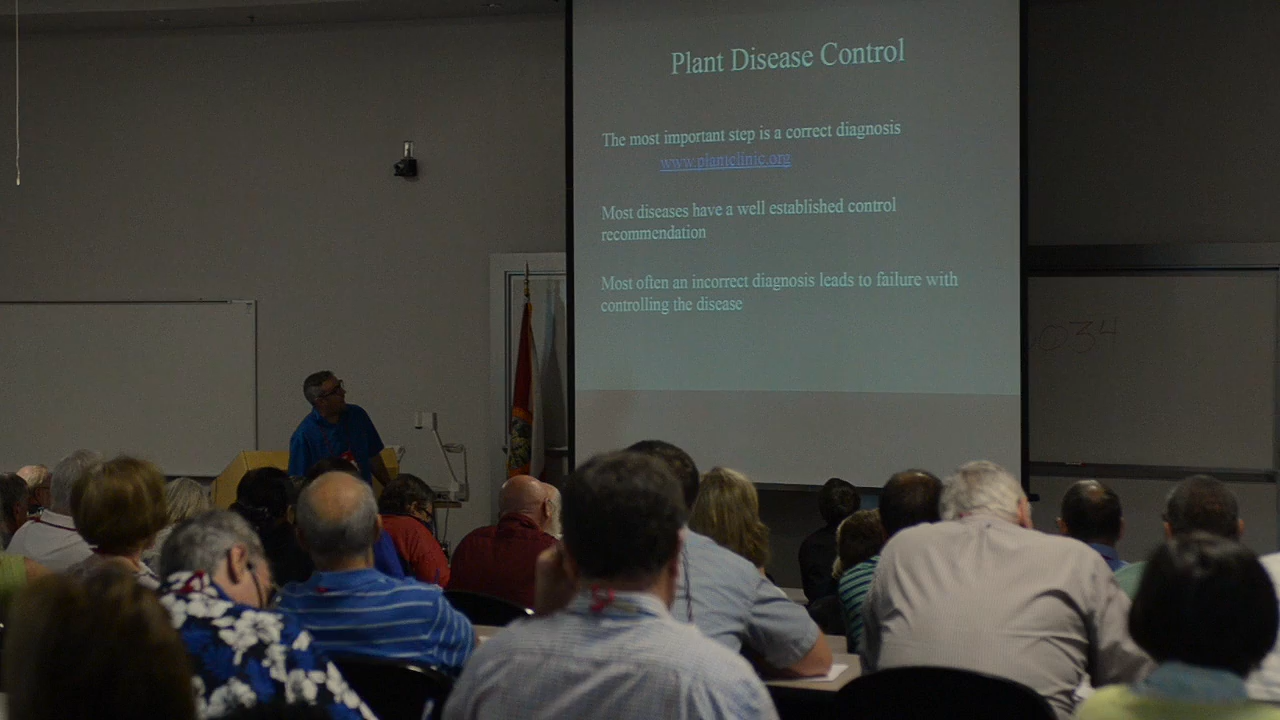 Plant Disease Control
The most important step is a correct diagnosis
www.plantclinic.org
Most diseases have a well established control
recommendation
Most often an incorrect diagnosis leads to failure with
controlling the disease